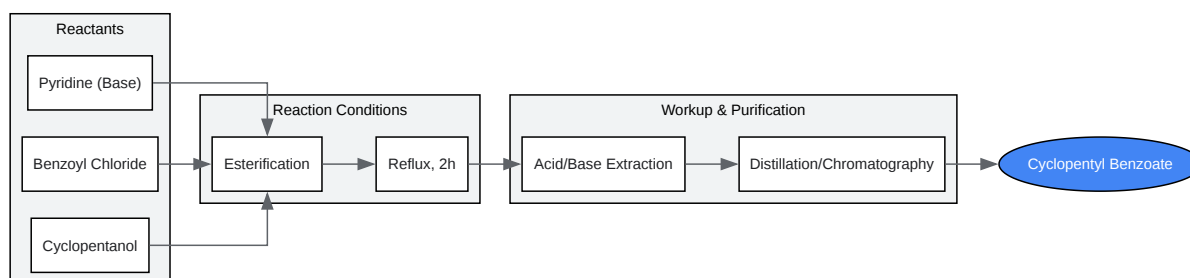 Reactants
Pyridine (Base)
Benzoyl Chloride
Cyclopentanol
Reaction Conditions
Esterification
Reflux, 2h
Workup & Purification
Acid/Base Extraction
Distillation/Chromatography
Cyclopentyl Benzoate